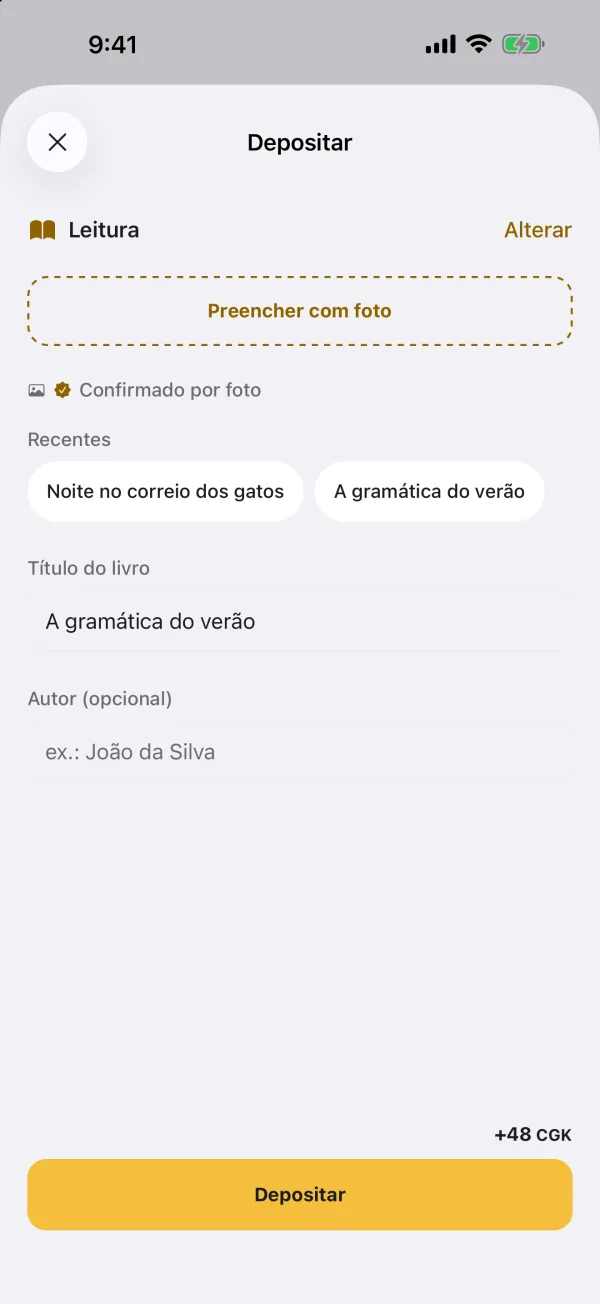 9:41
Depositar
Leitura
Alterar
Preencher com foto
Confirmado por foto
Recentes
Noite no correio dos gatos
A gramática do verão
Título do livro
A gramática do verão
Autor (opcional)
ex.: João da Silva
+48 CGK
Depositar